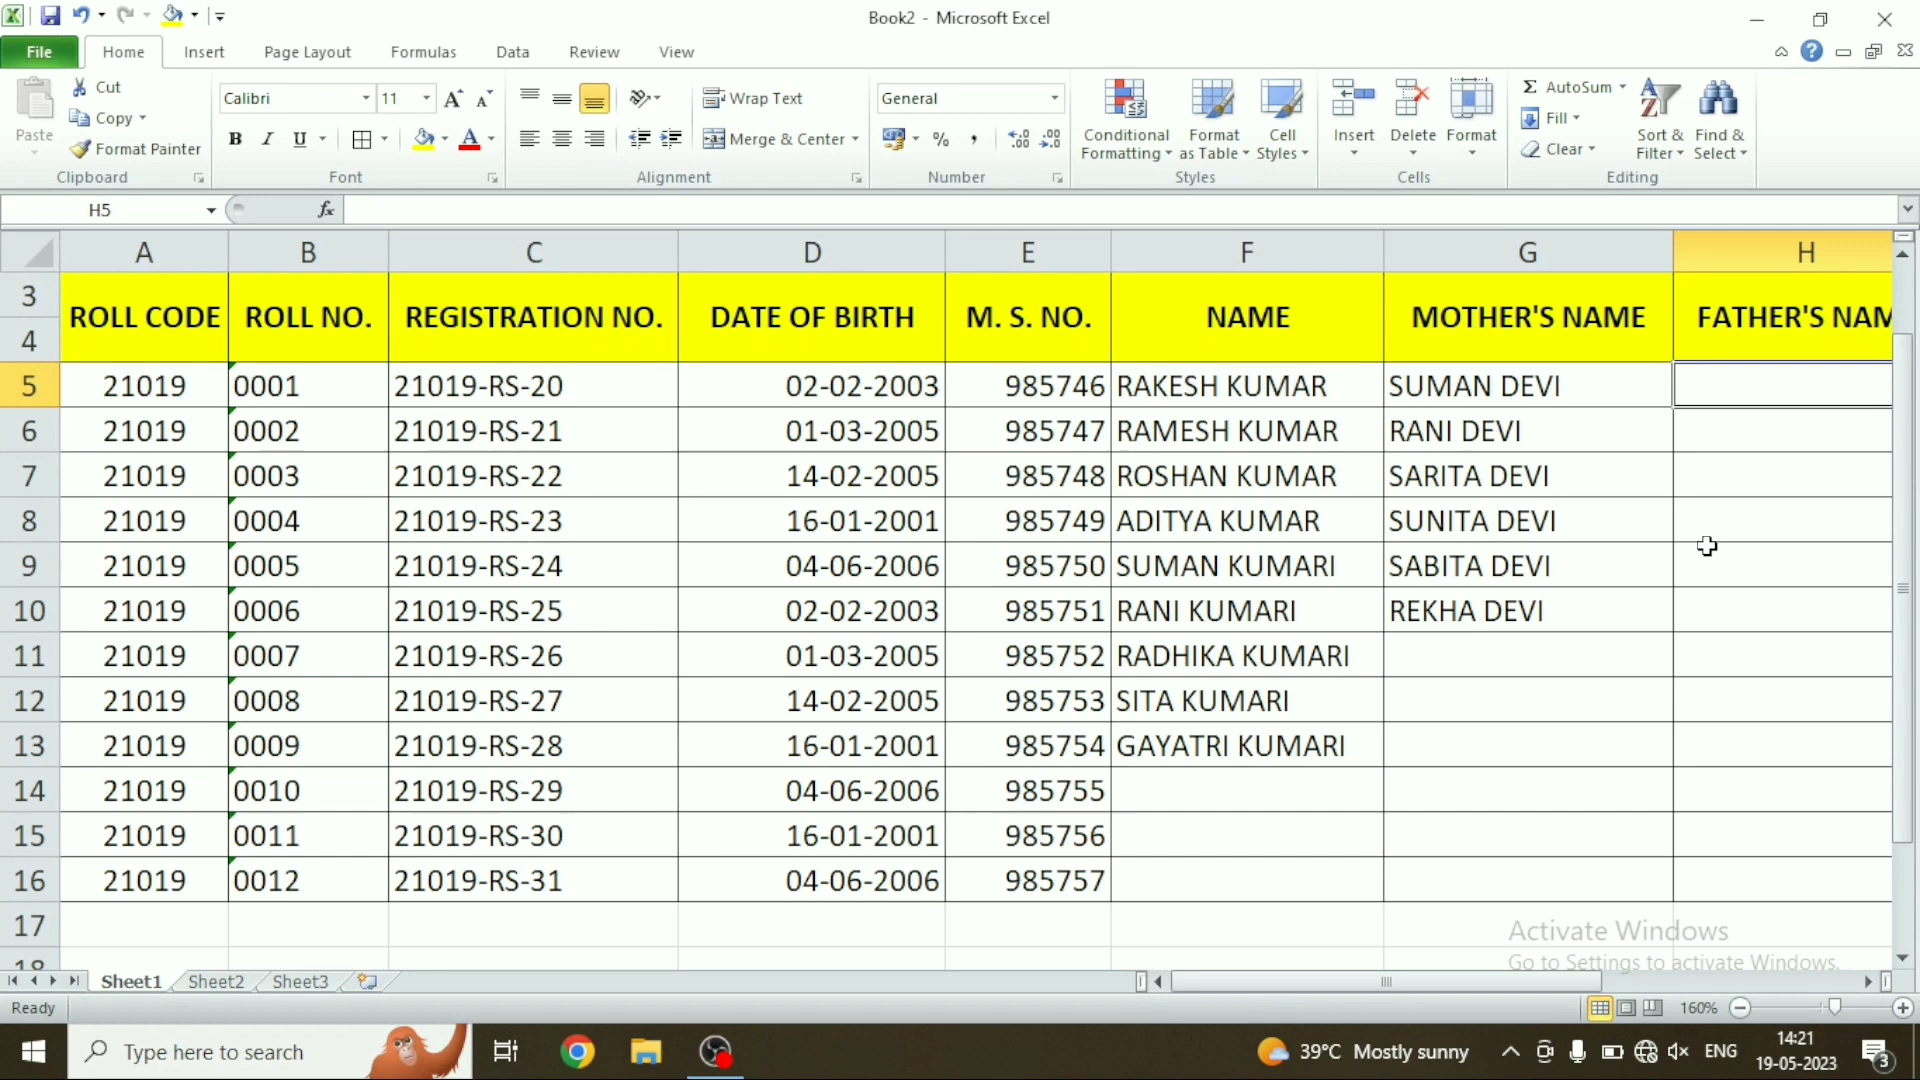 Book2 - Microsoft Excel
File Home Insert Page Layout Formulas Data Review View
Paste Cut Copy Format Painter Clipboard
Calibri 11 B I U Font
Wrap Text Merge & Center Alignment
General % , Number
Conditional Formatting Format as Table Cell Styles Styles
Insert Delete Format Cells
Σ AutoSum Fill Clear Sort & Filter Find & Select Editing
H5 fx
A B C D E F G H
3 4 ROLL CODE ROLL NO. REGISTRATION NO. DATE OF BIRTH M. S. NO. NAME MOTHER'S NAME FATHER'S NAM
5 21019 0001 21019-RS-20 02-02-2003 985746 RAKESH KUMAR SUMAN DEVI
6 21019 0002 21019-RS-21 01-03-2005 985747 RAMESH KUMAR RANI DEVI
7 21019 0003 21019-RS-22 14-02-2005 985748 ROSHAN KUMAR SARITA DEVI
8 21019 0004 21019-RS-23 16-01-2001 985749 ADITYA KUMAR SUNITA DEVI
9 21019 0005 21019-RS-24 04-06-2006 985750 SUMAN KUMARI SABITA DEVI
10 21019 0006 21019-RS-25 02-02-2003 985751 RANI KUMARI REKHA DEVI
11 21019 0007 21019-RS-26 01-03-2005 985752 RADHIKA KUMARI
12 21019 0008 21019-RS-27 14-02-2005 985753 SITA KUMARI
13 21019 0009 21019-RS-28 16-01-2001 985754 GAYATRI KUMARI
14 21019 0010 21019-RS-29 04-06-2006 985755
15 21019 0011 21019-RS-30 16-01-2001 985756
16 21019 0012 21019-RS-31 04-06-2006 985757
17 Activate Windows
18 Go to Settings to activate Windows.
Sheet1 Sheet2 Sheet3
Ready 160%
Type here to search 39°C Mostly sunny ENG 14:21 3
19-05-2023